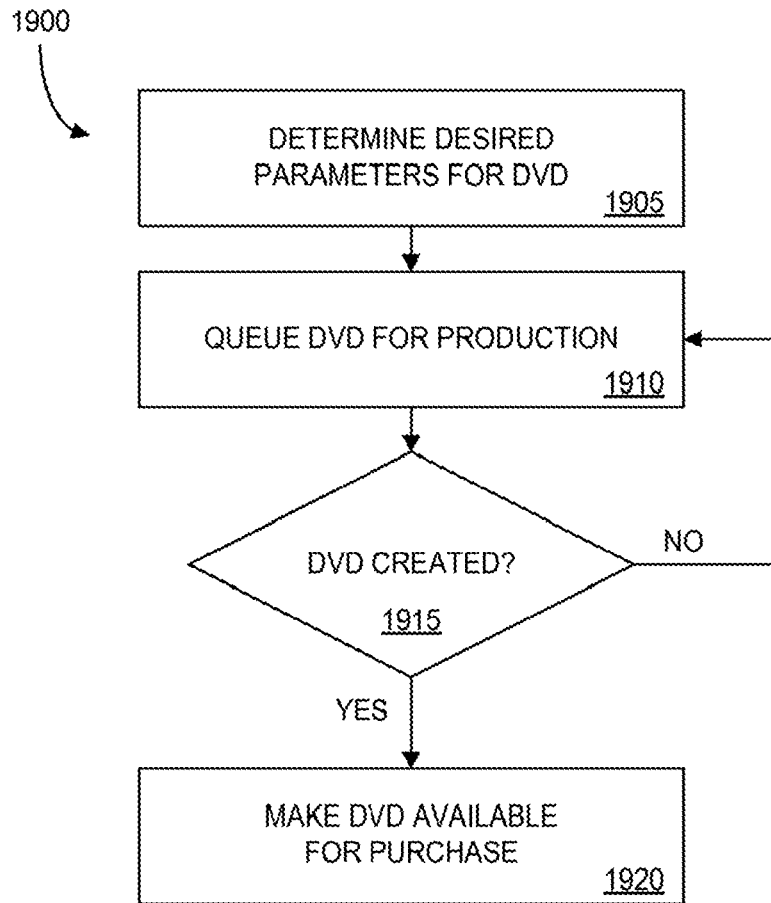 1900
DETERMINE DESIRED
PARAMETERS FOR DVD
1905
QUEUE DVD FOR PRODUCTION
1910
DVD CREATED?
NO
1915
YES
MAKE DVD AVAILABLE
FOR PURCHASE
1920